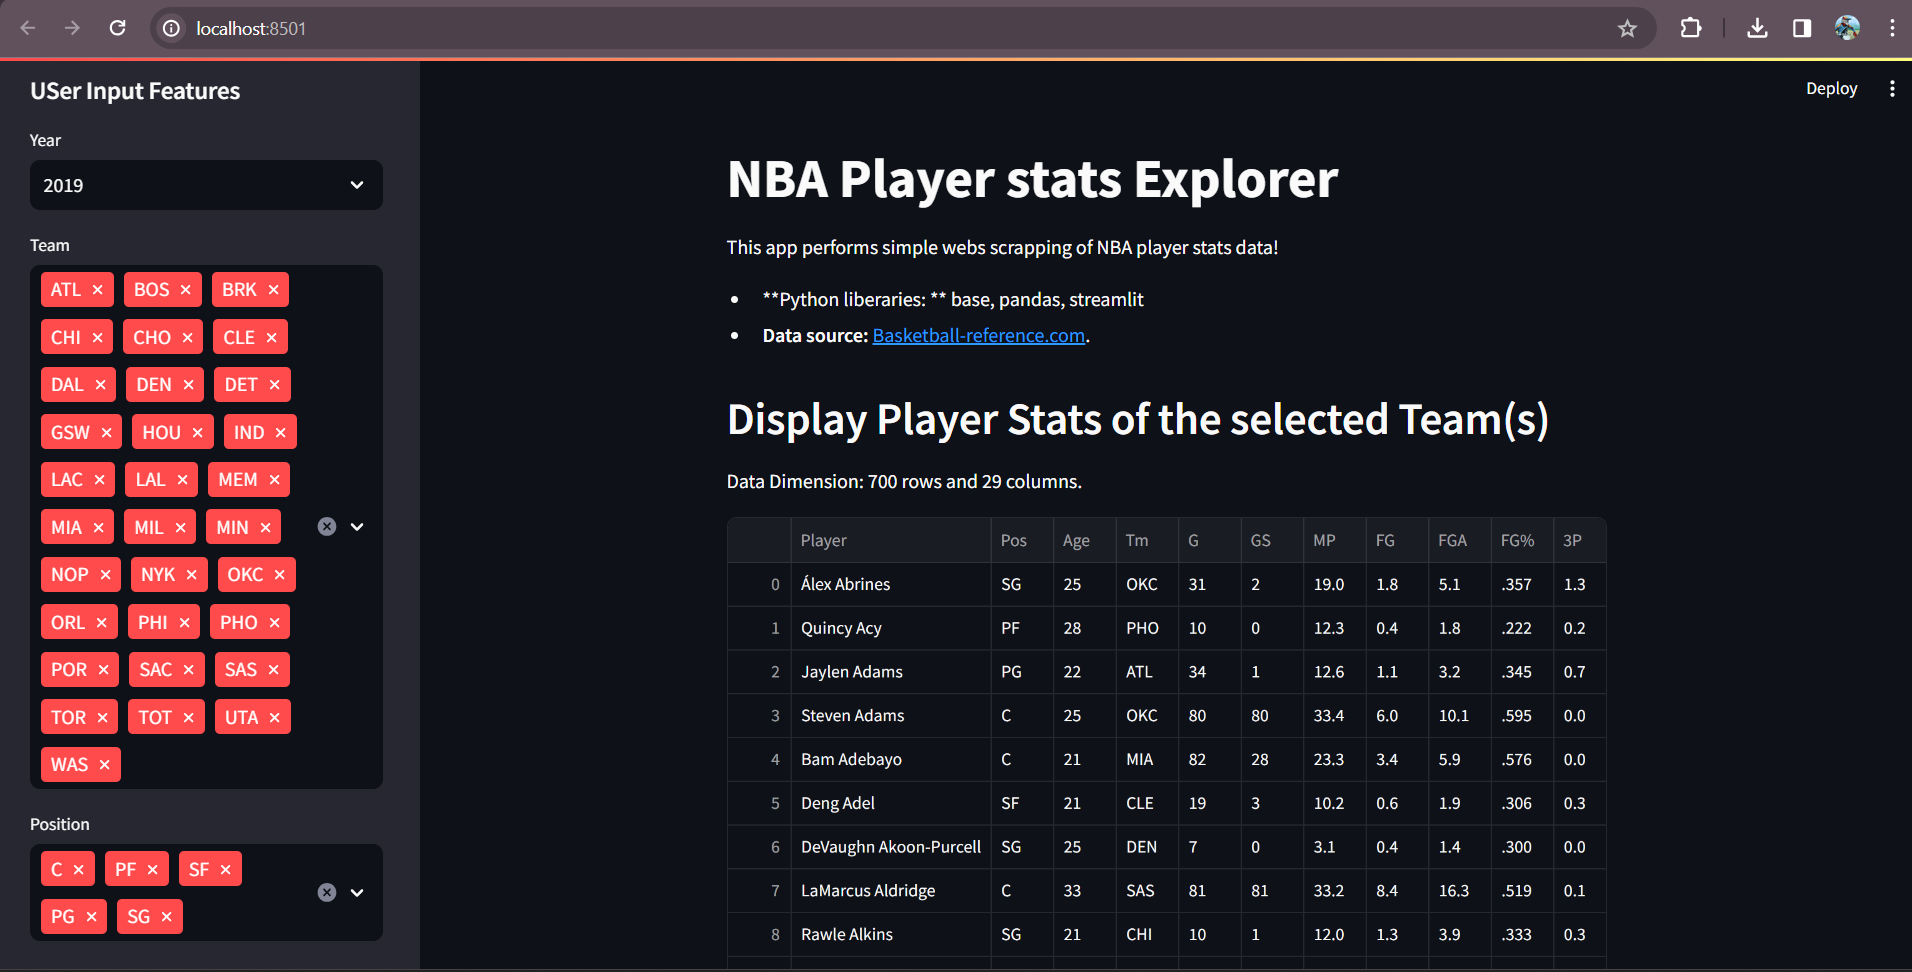 localhost:8501
USer Input Features
Year
2019
Team
ATL × BOS × BRK ×
CHI × CHO × CLE ×
DAL × DEN × DET ×
GSW × HOU × IND ×
LAC × LAL × MEM ×
MIA × MIL × MIN ×
NOP × NYK × OKC ×
ORL × PHI × PHO ×
POR × SAC × SAS ×
TOR × TOT × UTA ×
WAS ×
Position
C × PF × SF ×
PG × SG ×
Deploy
NBA Player stats Explorer
This app performs simple webs scrapping of NBA player stats data!
• **Python liberaries: ** base, pandas, streamlit
• Data source: Basketball-reference.com.
Display Player Stats of the selected Team(s)
Data Dimension: 700 rows and 29 columns.
Player Pos Age Tm G GS MP FG FGA FG% 3P
0 Álex Abrines SG 25 OKC 31 2 19.0 1.8 5.1 .357 1.3
1 Quincy Acy PF 28 PHO 10 0 12.3 0.4 1.8 .222 0.2
2 Jaylen Adams PG 22 ATL 34 1 12.6 1.1 3.2 .345 0.7
3 Steven Adams C 25 OKC 80 80 33.4 6.0 10.1 .595 0.0
4 Bam Adebayo C 21 MIA 82 28 23.3 3.4 5.9 .576 0.0
5 Deng Adel SF 21 CLE 19 3 10.2 0.6 1.9 .306 0.3
6 DeVaughn Akoon-Purcell SG 25 DEN 7 0 3.1 0.4 1.4 .300 0.0
7 LaMarcus Aldridge C 33 SAS 81 81 33.2 8.4 16.3 .519 0.1
8 Rawle Alkins SG 21 CHI 10 1 12.0 1.3 3.9 .333 0.3